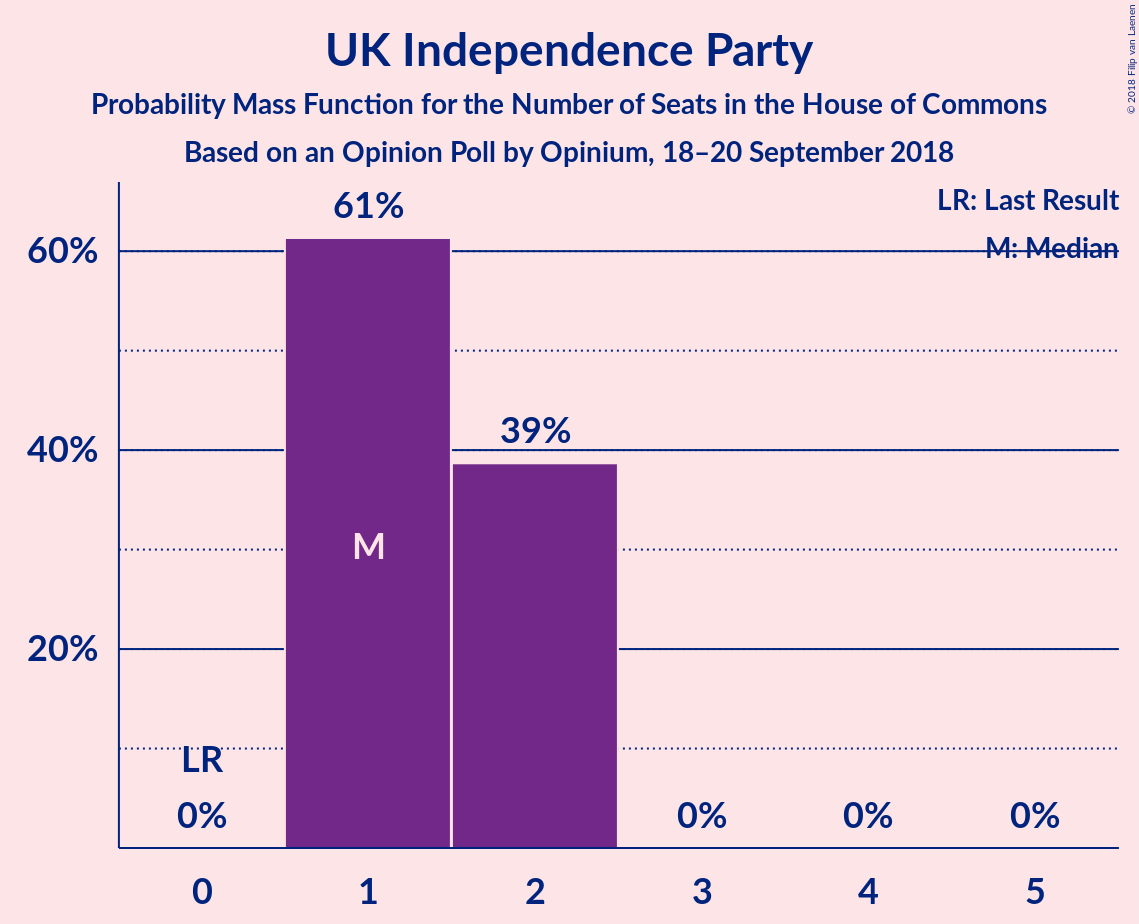 UK Independence Party
Probability Mass Function for the Number of Seats in the House of Commons
Based on an Opinion Poll by Opinium, 18–20 September 2018
© 2018 Filip van Laenen
LR: Last Result
M: Median
61%
60%
39%
40%
M
20%
LR
0%
0%
0%
0%
0
1
2
3
4
5